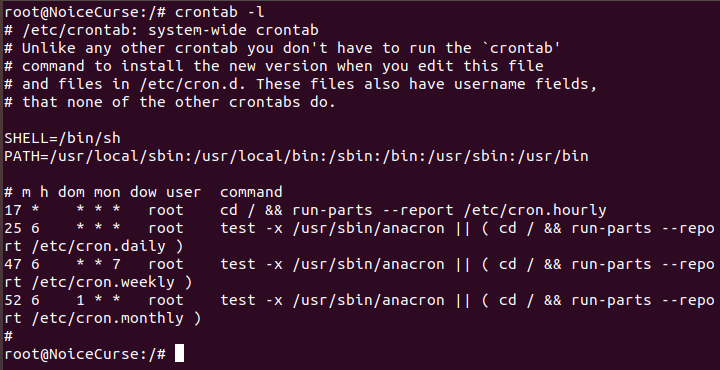 root@NoiceCurse:/# crontab -l
# /etc/crontab: system-wide crontab
# Unlike any other crontab you don't have to run the `crontab'
# command to install the new version when you edit this file
# and files in /etc/cron.d. These files also have username fields,
# that none of the other crontabs do.

SHELL=/bin/sh
PATH=/usr/local/sbin:/usr/local/bin:/sbin:/bin:/usr/sbin:/usr/bin

# m h dom mon dow user  command
17 *    * * *   root    cd / && run-parts --report /etc/cron.hourly
25 6    * * *   root    test -x /usr/sbin/anacron || ( cd / && run-parts --repo
rt /etc/cron.daily )
47 6    * * 7   root    test -x /usr/sbin/anacron || ( cd / && run-parts --repo
rt /etc/cron.weekly )
52 6    1 * *   root    test -x /usr/sbin/anacron || ( cd / && run-parts --repo
rt /etc/cron.monthly )
#
root@NoiceCurse:/#